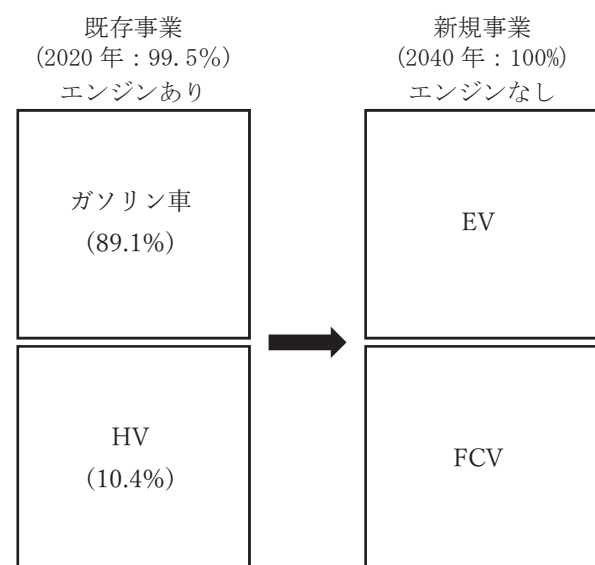 既存事業
(2020 年：99.5%)
エンジンあり
ガソリン車
(89.1%)
HV
(10.4%)
新規事業
(2040 年：100%)
エンジンなし
EV
FCV